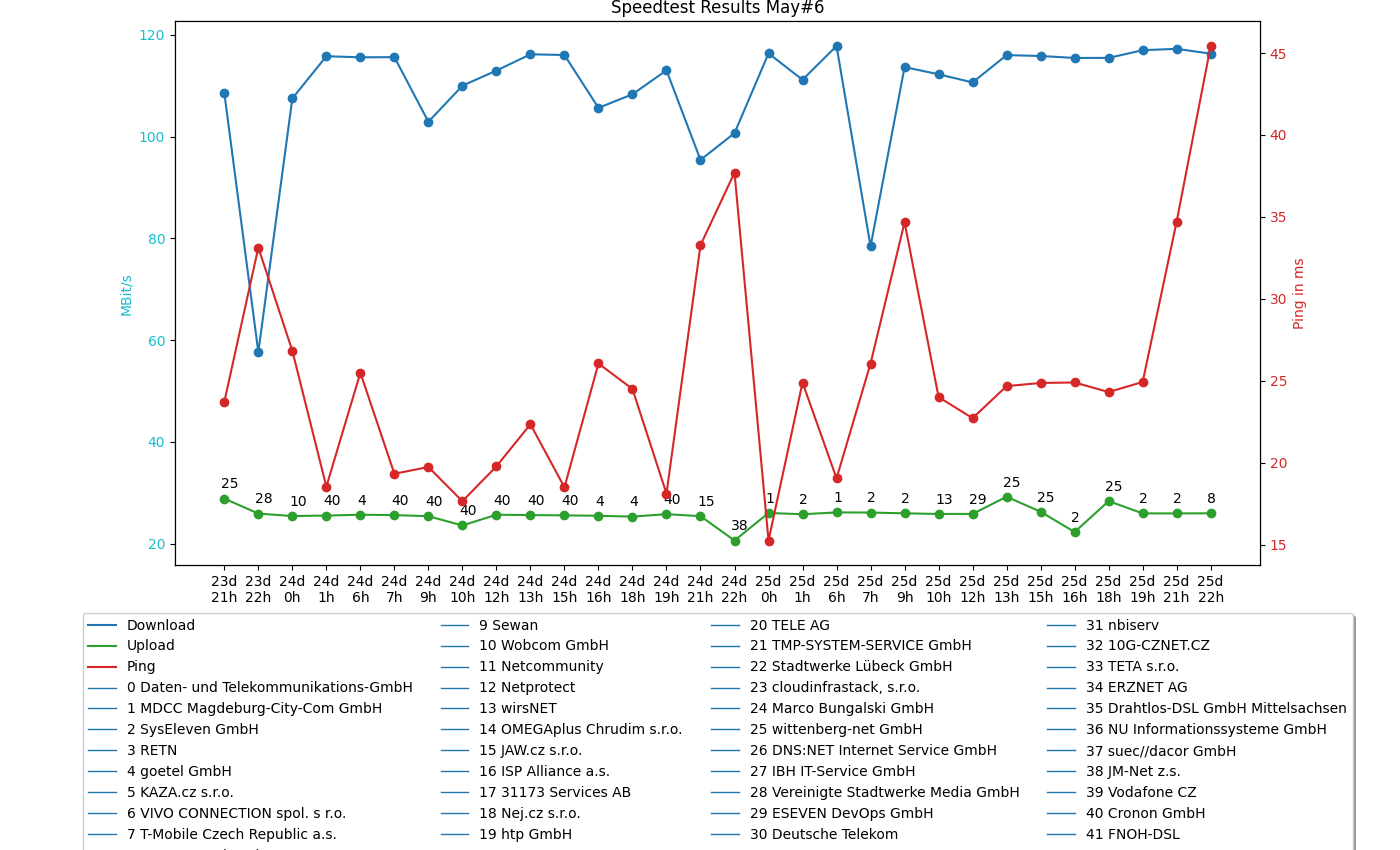 Speedtest Results May#6
120
100
80
60
40
20
MBit/s
45
40
35
30
25
20
15
Ping in ms
25 28 10 40 4 40 40 40 40 40 40 4 4 40 15 38 1 2 1 2 2 13 29 25 25 2 25 2 2 8
23d 23d 24d 24d 24d 24d 24d 24d 24d 24d 24d 24d 24d 24d 24d 24d 25d 25d 25d 25d 25d 25d 25d 25d 25d 25d 25d 25d 25d 25d
21h 22h 0h 1h 6h 7h 9h 10h 12h 13h 15h 16h 18h 19h 21h 22h 0h 1h 6h 7h 9h 10h 12h 13h 15h 16h 18h 19h 21h 22h
Download
Upload
Ping
0 Daten- und Telekommunikations-GmbH
1 MDCC Magdeburg-City-Com GmbH
2 SysEleven GmbH
3 RETN
4 goetel GmbH
5 KAZA.cz s.r.o.
6 VIVO CONNECTION spol. s r.o.
7 T-Mobile Czech Republic a.s.
9 Sewan
10 Wobcom GmbH
11 Netcommunity
12 Netprotect
13 wirsNET
14 OMEGAplus Chrudim s.r.o.
15 JAW.cz s.r.o.
16 ISP Alliance a.s.
17 31173 Services AB
18 Nej.cz s.r.o.
19 htp GmbH
20 TELE AG
21 TMP-SYSTEM-SERVICE GmbH
22 Stadtwerke Lübeck GmbH
23 cloudinfrastack, s.r.o.
24 Marco Bungalski GmbH
25 wittenberg-net GmbH
26 DNS:NET Internet Service GmbH
27 IBH IT-Service GmbH
28 Vereinigte Stadtwerke Media GmbH
29 ESEVEN DevOps GmbH
30 Deutsche Telekom
31 nbiserv
32 10G-CZNET.CZ
33 TETA s.r.o.
34 ERZNET AG
35 Drahtlos-DSL GmbH Mittelsachsen
36 NU Informationssysteme GmbH
37 suec//dacor GmbH
38 JM-Net z.s.
39 Vodafone CZ
40 Cronon GmbH
41 FNOH-DSL